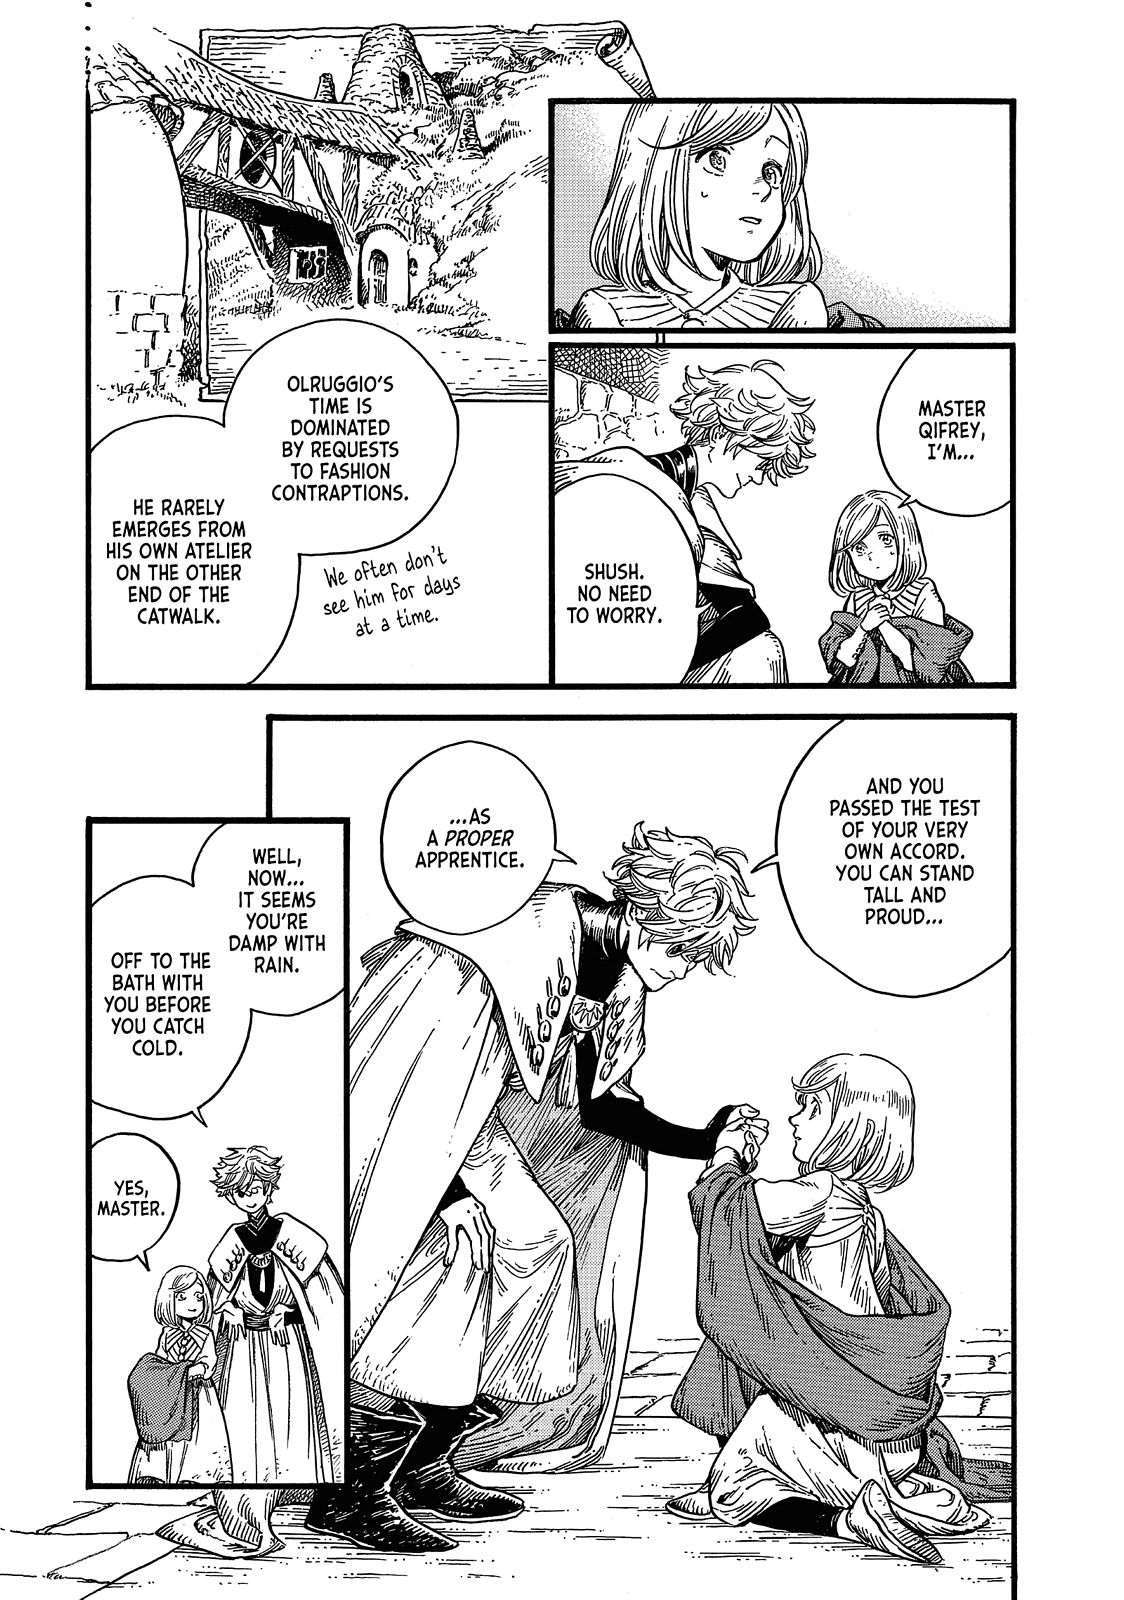 MASTER
QIFREY,
I'M...
SHUSH.
NO NEED
TO WORRY.
OLRUGGIO'S
TIME IS
DOMINATED
BY REQUESTS
TO FASHION
CONTRAPTIONS.
HE RARELY
EMERGES FROM
HIS OWN ATELIER
ON THE OTHER
END OF THE
CATWALK.
We often don't
see him for days
at a time.
AND YOU
PASSED THE TEST
OF YOUR VERY
OWN ACCORD.
YOU CAN STAND
TALL AND
PROUD...
...AS
A PROPER
APPRENTICE.
WELL,
NOW...
IT SEEMS
YOU'RE
DAMP WITH
RAIN.
OFF TO THE
BATH WITH
YOU BEFORE
YOU CATCH
COLD.
YES,
MASTER.